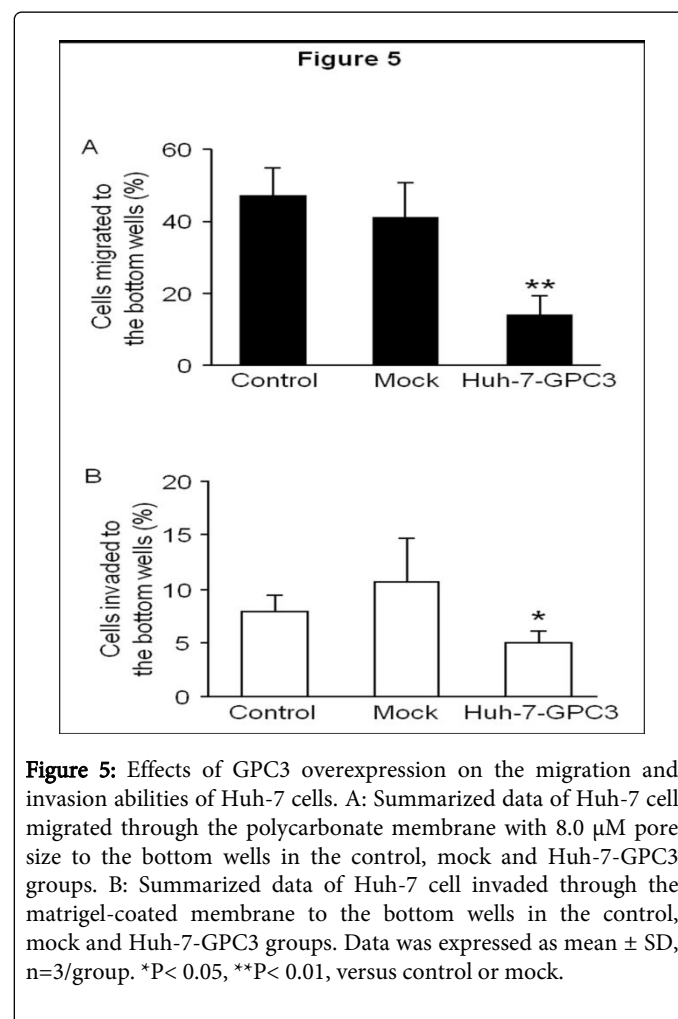 Figure 5
A
Cells migrated to
the bottom wells (%)
60
40
20
0
**
Control Mock Huh-7-GPC3
B
Cells invaded to
the bottom wells (%)
20
15
10
5
0
*
Control Mock Huh-7-GPC3
Figure 5: Effects of GPC3 overexpression on the migration and
invasion abilities of Huh-7 cells. A: Summarized data of Huh-7 cell
migrated through the polycarbonate membrane with 8.0 μM pore
size to the bottom wells in the control, mock and Huh-7-GPC3
groups. B: Summarized data of Huh-7 cell invaded through the
matrigel-coated membrane to the bottom wells in the control,
mock and Huh-7-GPC3 groups. Data was expressed as mean ± SD,
n=3/group. *P< 0.05, **P< 0.01, versus control or mock.